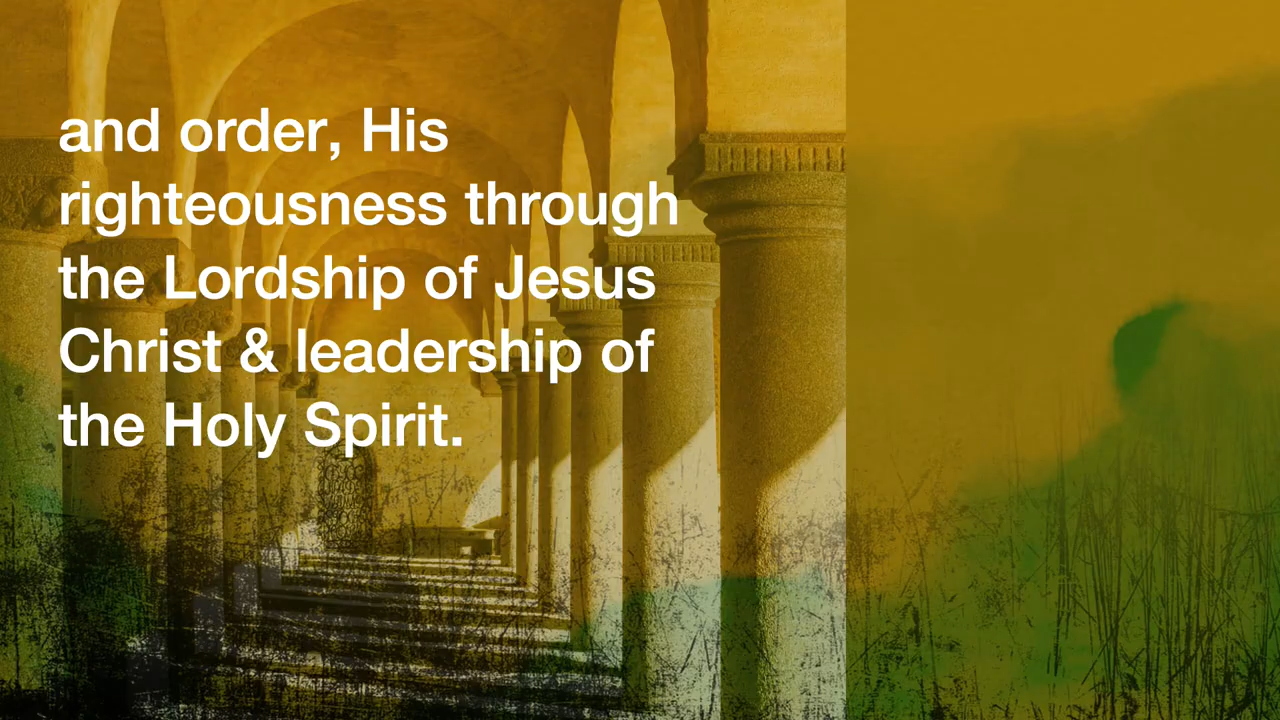 and order, His
righteousness through
the Lordship of Jesus
Christ & leadership of
the Holy Spirit.